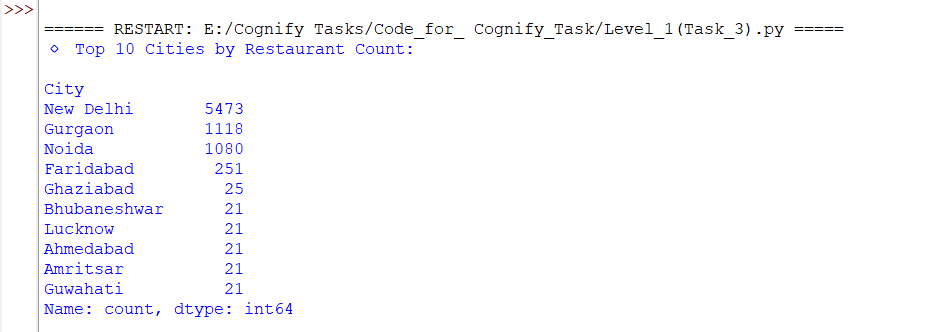 >>>
====== RESTART: E:/Cognify Tasks/Code_for_ Cognify_Task/Level_1(Task_3).py =====
⋄ Top 10 Cities by Restaurant Count:
City
New Delhi       5473
Gurgaon         1118
Noida           1080
Faridabad        251
Ghaziabad         25
Bhubaneshwar      21
Lucknow           21
Ahmedabad         21
Amritsar          21
Guwahati          21
Name: count, dtype: int64